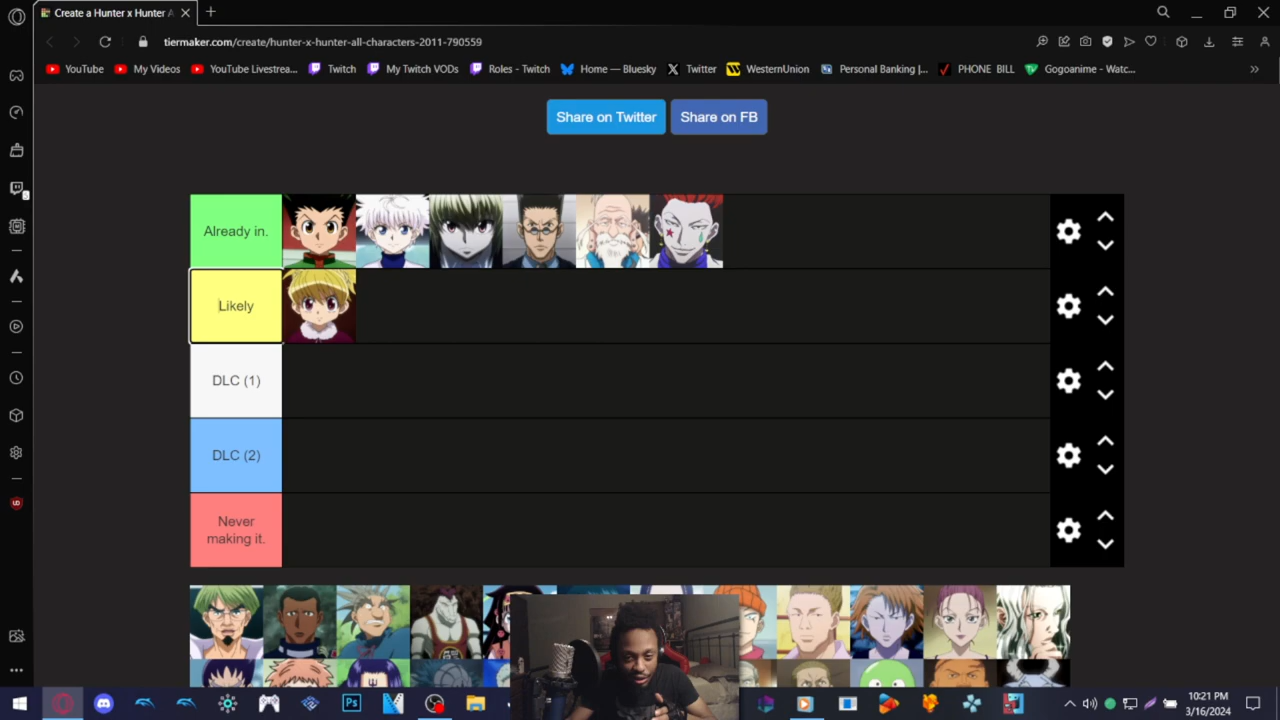 Create a Hunter x Hunter A
tiermaker.com/create/hunter-x-hunter-all-characters-2011-790559
YouTube
My Videos
YouTube Livestrea...
Twitch
My Twitch VODs
Roles - Twitch
Home — Bluesky
Twitter
WesternUnion
Personal Banking |...
PHONE BILL
Gogoanime - Watc...
Share on Twitter
Share on FB
Already in.
Likely
DLC (1)
DLC (2)
Never
making it.
10:21 PM
3/16/2024